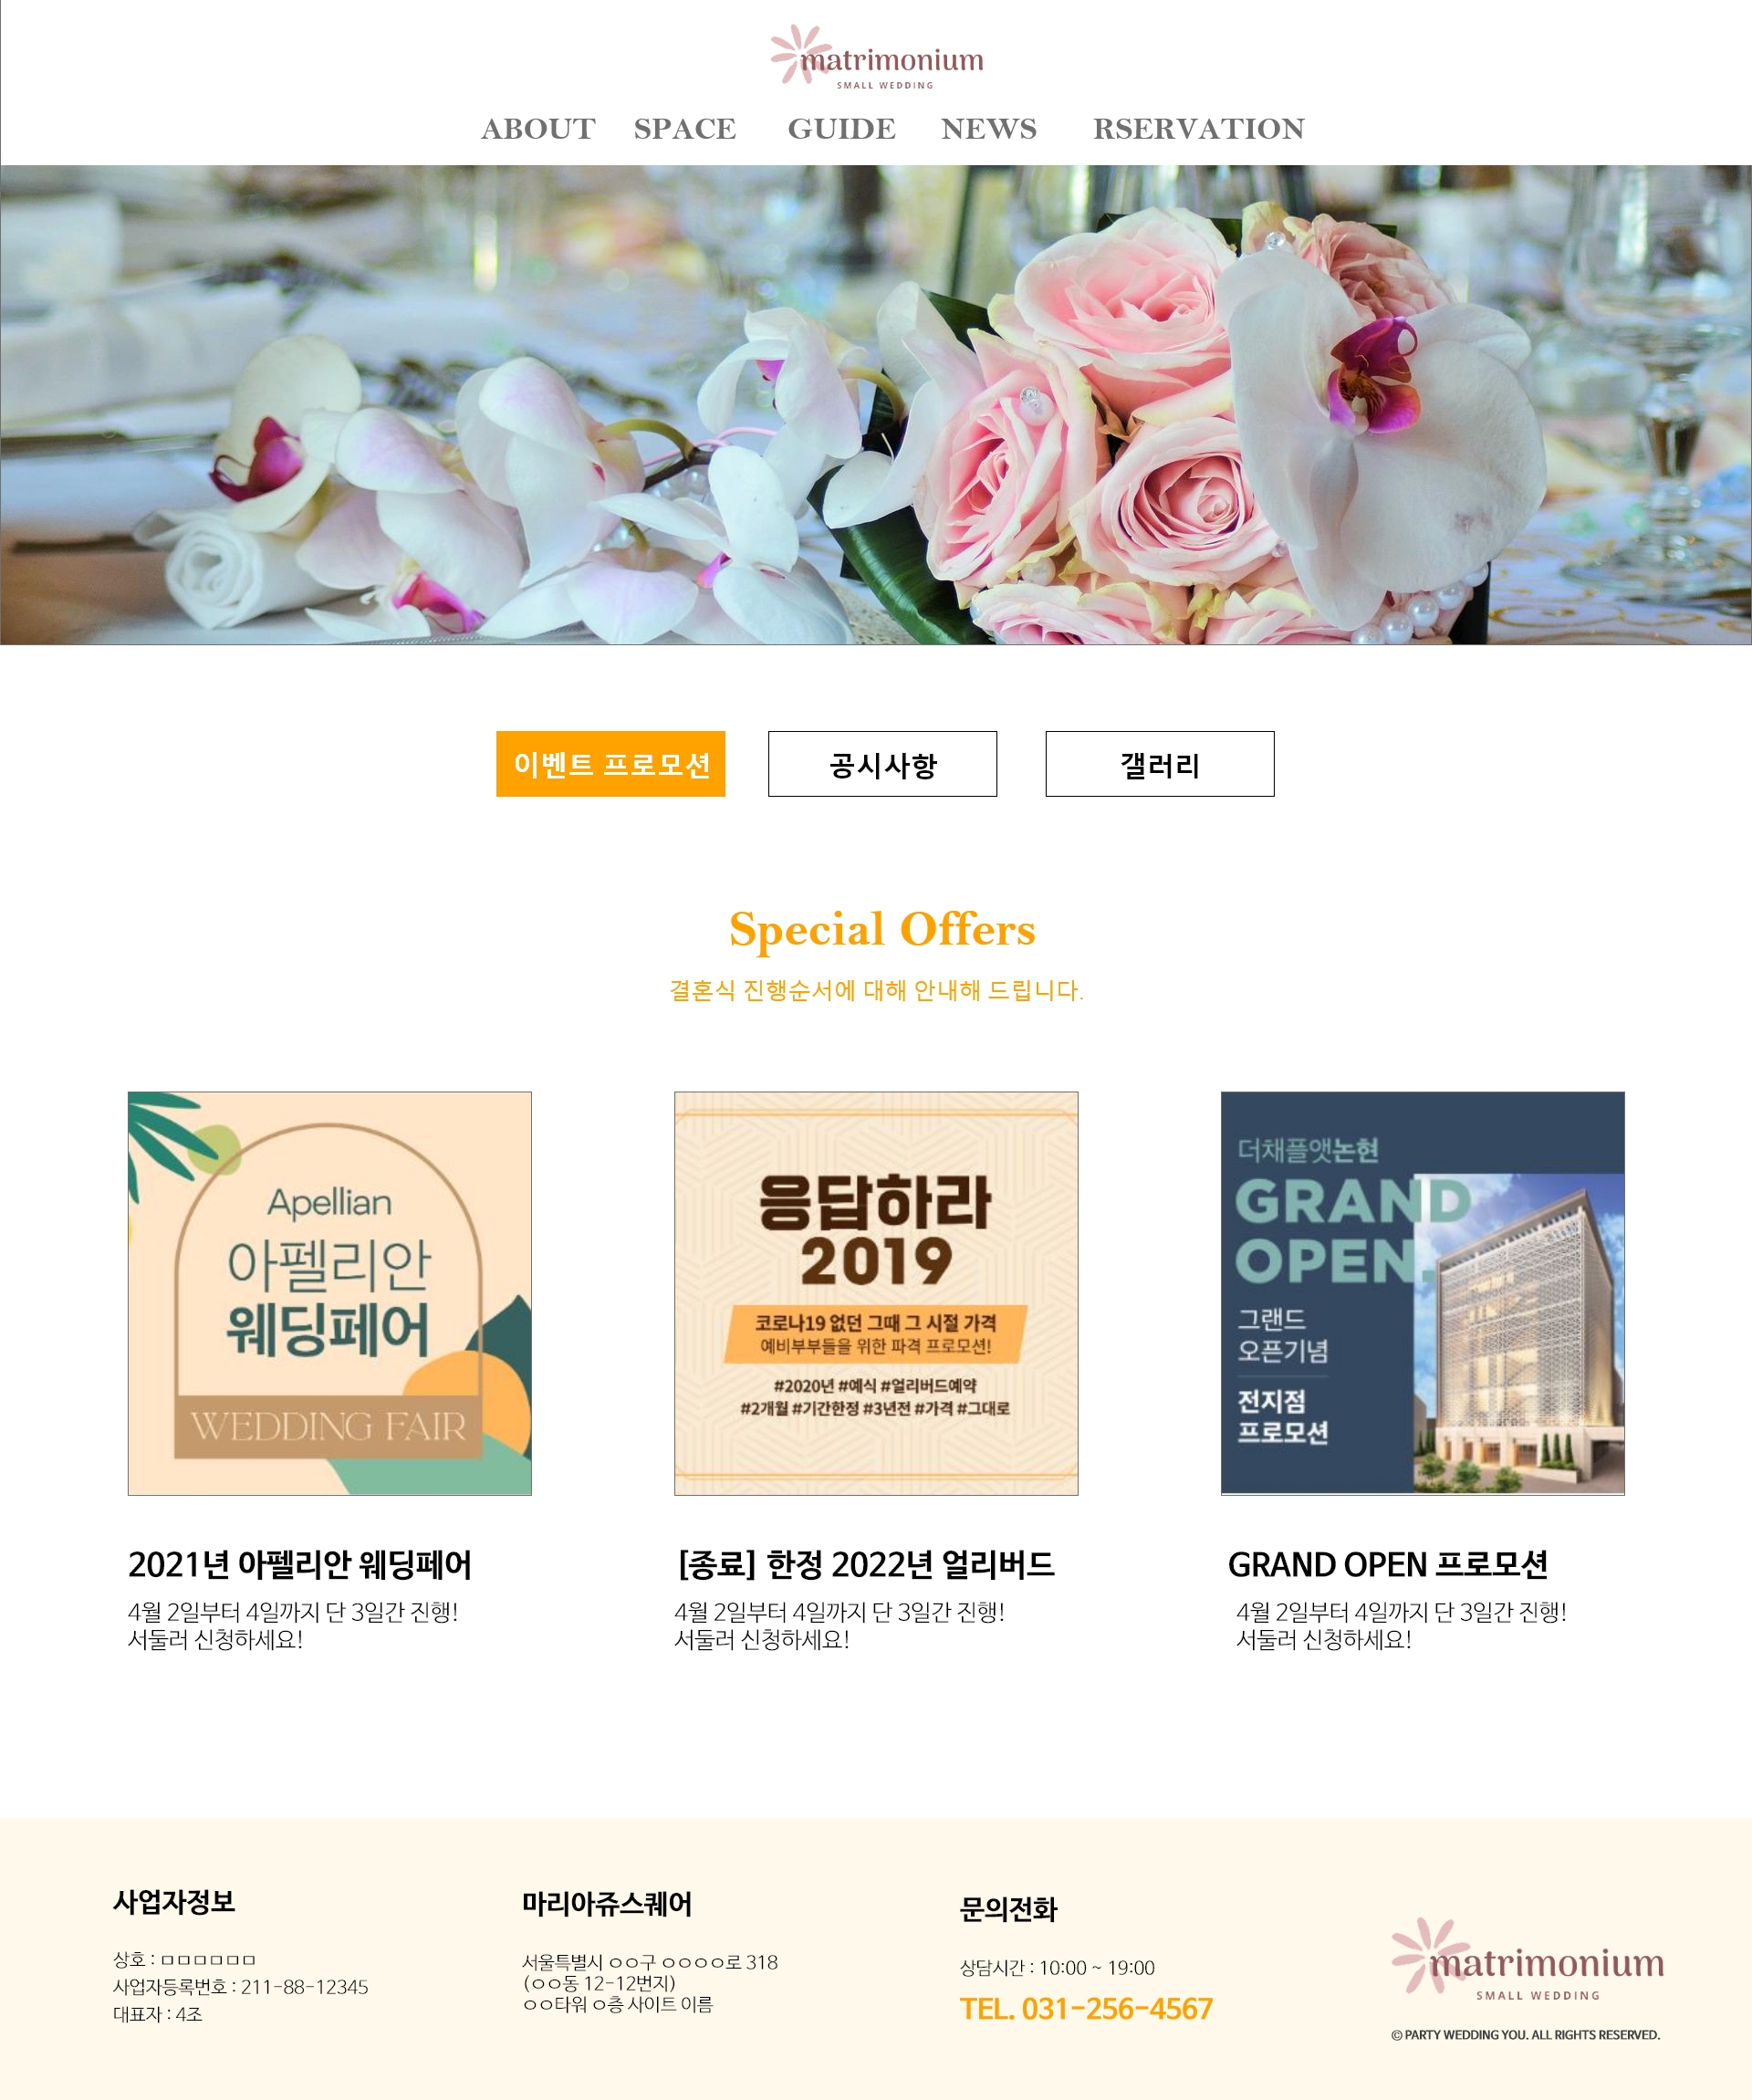 matrimonium
SMALL WEDDING
ABOUT SPACE GUIDE NEWS RSERVATION
이벤트 프로모션 공시사항 갤러리
Special Offers
결혼식 진행순서에 대해 안내해 드립니다.
Apellian
아펠리안
웨딩페어
WEDDING FAIR
응답하라
2019
코로나19 없던 그때 그 시절 가격
예비부부들을 위한 파격 프로모션!
#2020년 #예식 #얼리버드예약
#2개월 #기간한정 #3년전 #가격 #그대로
더채플앳논현
GRAND
OPEN.
그랜드
오픈기념
전지점
프로모션
2021년 아펠리안 웨딩페어
4월 2일부터 4일까지 단 3일간 진행!
서둘러 신청하세요!
[종료] 한정 2022년 얼리버드
4월 2일부터 4일까지 단 3일간 진행!
서둘러 신청하세요!
GRAND OPEN 프로모션
4월 2일부터 4일까지 단 3일간 진행!
서둘러 신청하세요!
사업자정보
상호 : ㅁㅁㅁㅁㅁㅁ
사업자등록번호 : 211-88-12345
대표자 : 4조
마리아쥬스퀘어
서울특별시 ㅇㅇ구 ㅇㅇㅇㅇ로 318
(ㅇㅇ동 12-12번지)
ㅇㅇ타워 ㅇ층 사이트 이름
문의전화
상담시간 : 10:00 ~ 19:00
TEL. 031-256-4567
matrimonium
SMALL WEDDING
© PARTY WEDDING YOU. ALL RIGHTS RESERVED.